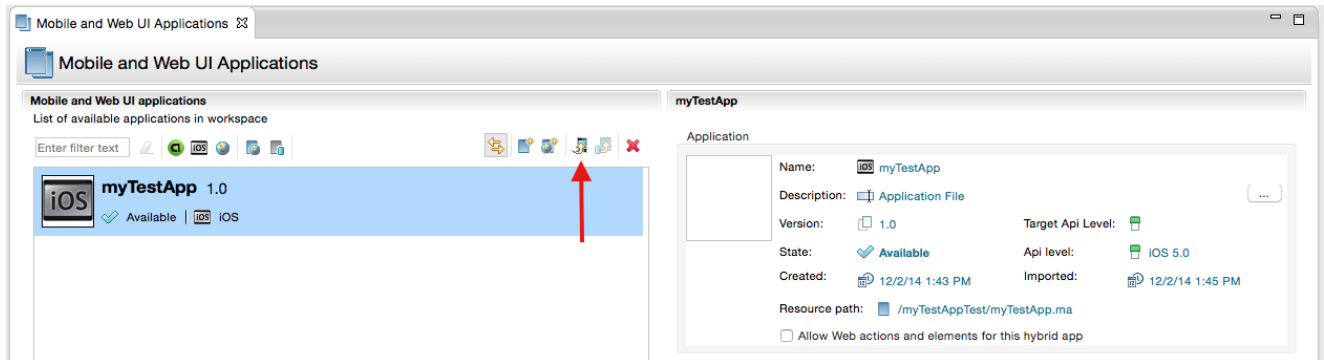 Mobile and Web UI Applications
Mobile and Web UI Applications
Mobile and Web UI applications
List of available applications in workspace
Enter filter text
iOS
iOS
myTestApp 1.0
Available | iOS iOS
myTestApp
Application
Name: iOS myTestApp
Description: Application File
...
Version: 1.0 Target Api Level:
State: Available Api level: iOS 5.0
Created: 12/2/14 1:43 PM Imported: 12/2/14 1:45 PM
Resource path: /myTestAppTest/myTestApp.ma
Allow Web actions and elements for this hybrid app